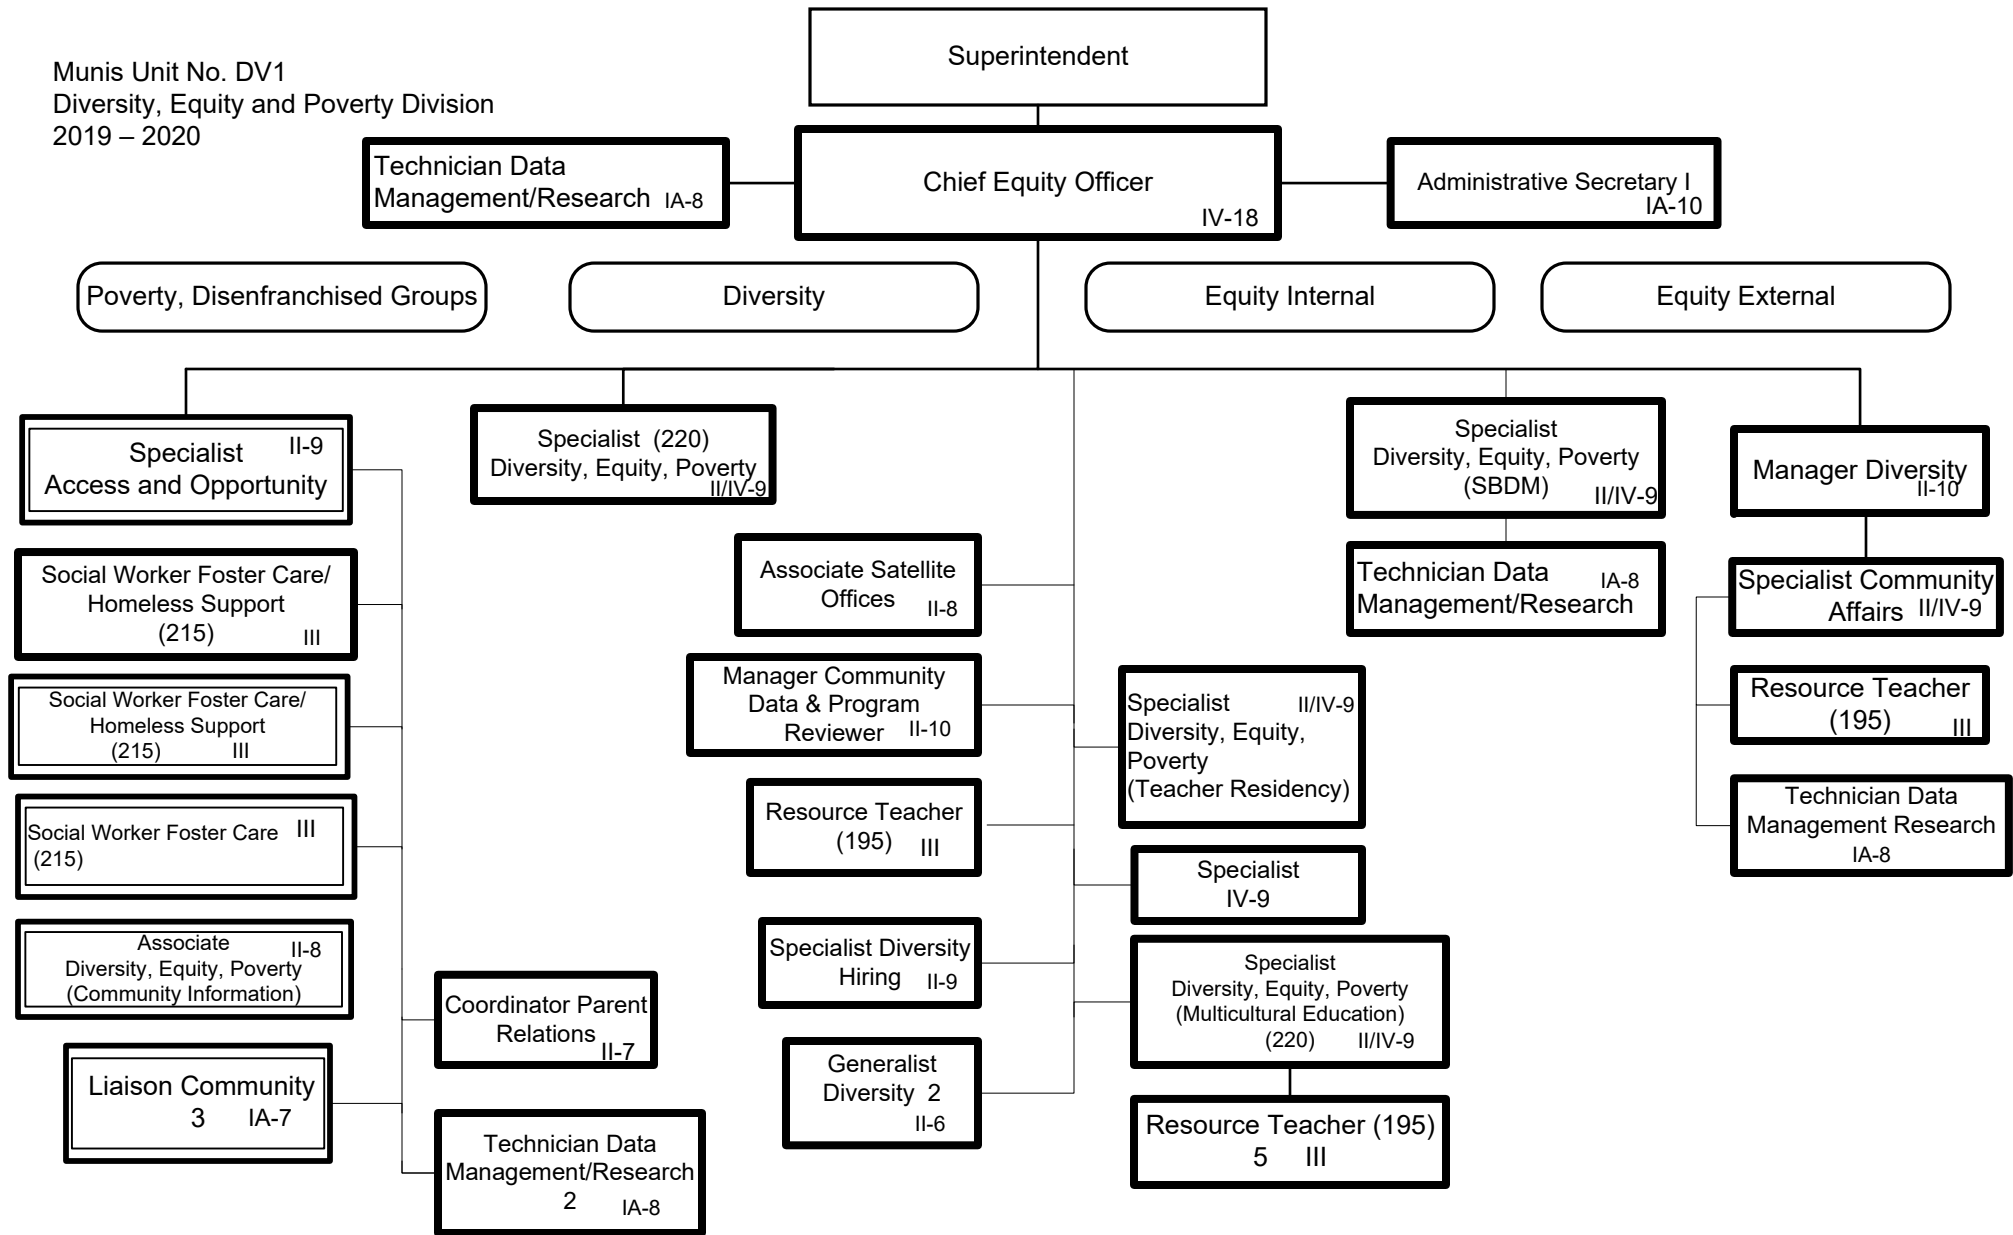 Superintendent
Munis Unit No. DV1
Diversity, Equity and Poverty Division
2019 – 2020
Technician Data
Management/Research IA-8
Chief Equity Officer
IV-18
Administrative Secretary I
IA-10
Poverty, Disenfranchised Groups
Diversity
Equity Internal
Equity External
Specialist II-9
Access and Opportunity
Social Worker Foster Care/
Homeless Support
(215) III
Social Worker Foster Care/
Homeless Support
(215) III
Social Worker Foster Care III
(215)
Associate II-8
Diversity, Equity, Poverty
(Community Information)
Liaison Community
3 IA-7
Coordinator Parent
Relations
II-7
Technician Data
Management/Research
2 IA-8
Specialist (220)
Diversity, Equity, Poverty
II/IV-9
Associate Satellite
Offices II-8
Manager Community
Data & Program
Reviewer II-10
Resource Teacher
(195) III
Specialist Diversity
Hiring II-9
Generalist
Diversity 2
II-6
Specialist II/IV-9
Diversity, Equity,
Poverty
(Teacher Residency)
Specialist
IV-9
Specialist
Diversity, Equity, Poverty
(Multicultural Education)
(220) II/IV-9
Resource Teacher (195)
5 III
Specialist
Diversity, Equity, Poverty
(SBDM) II/IV-9
Technician Data IA-8
Management/Research
Manager Diversity
II-10
Specialist Community
Affairs II/IV-9
Resource Teacher
(195) III
Technician Data
Management Research
IA-8